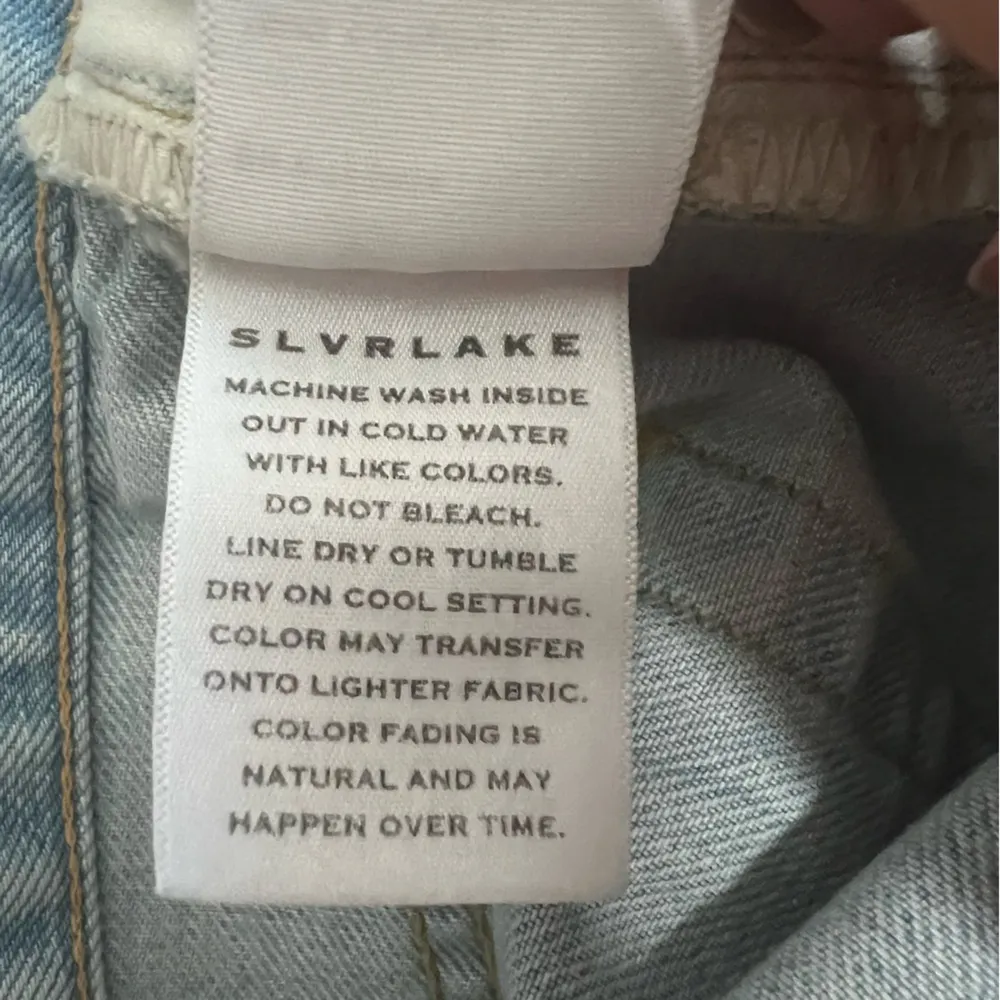 SLVRLAKE
MACHINE WASH INSIDE
OUT IN COLD WATER
WITH LIKE COLORS.
DO NOT BLEACH.
LINE DRY OR TUMBLE
DRY ON COOL SETTING.
COLOR MAY TRANSFER
ONTO LIGHTER FABRIC.
COLOR FADING IS
NATURAL AND MAY
HAPPEN OVER TIME.